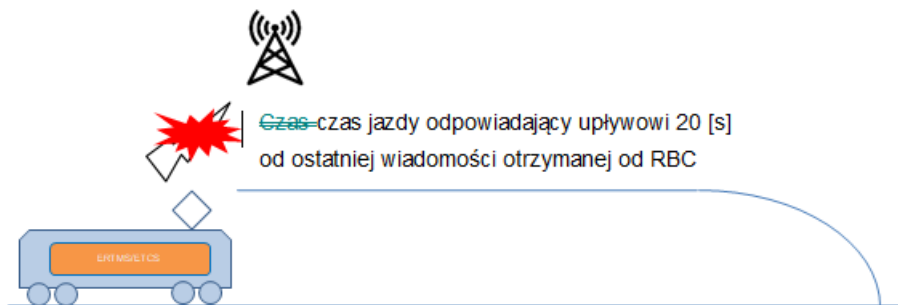 Czas czas jazdy odpowiadający upływowi 20 [s]
od ostatniej wiadomości otrzymanej od RBC
ERTMS/ETCS